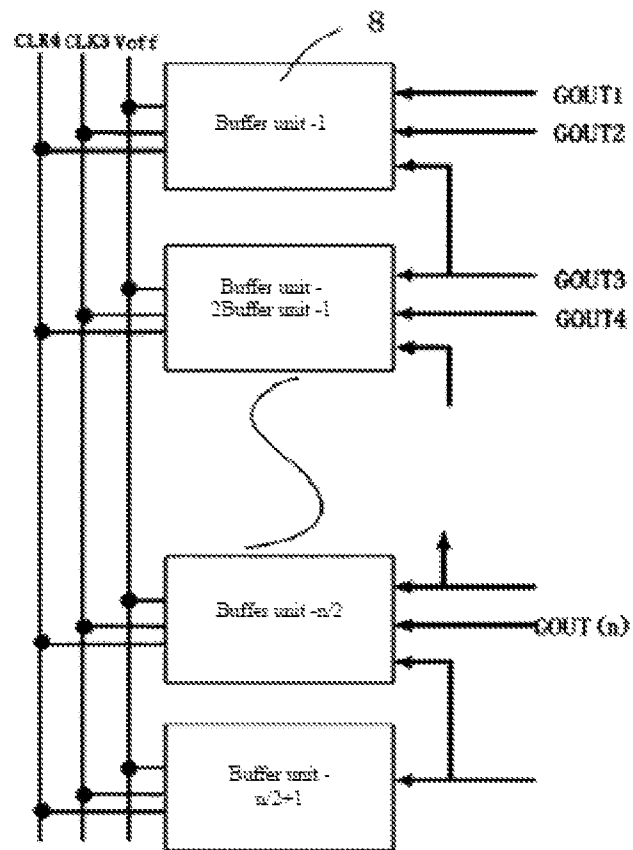 8
CLK4 CLK3 Voff
Buffer unit -1
GOUT1
GOUT2
Buffer unit -
2Buffer unit -1
GOUT3
GOUT4
Buffer unit -n/2
GOUT(n)
Buffer unit -
n/2+1